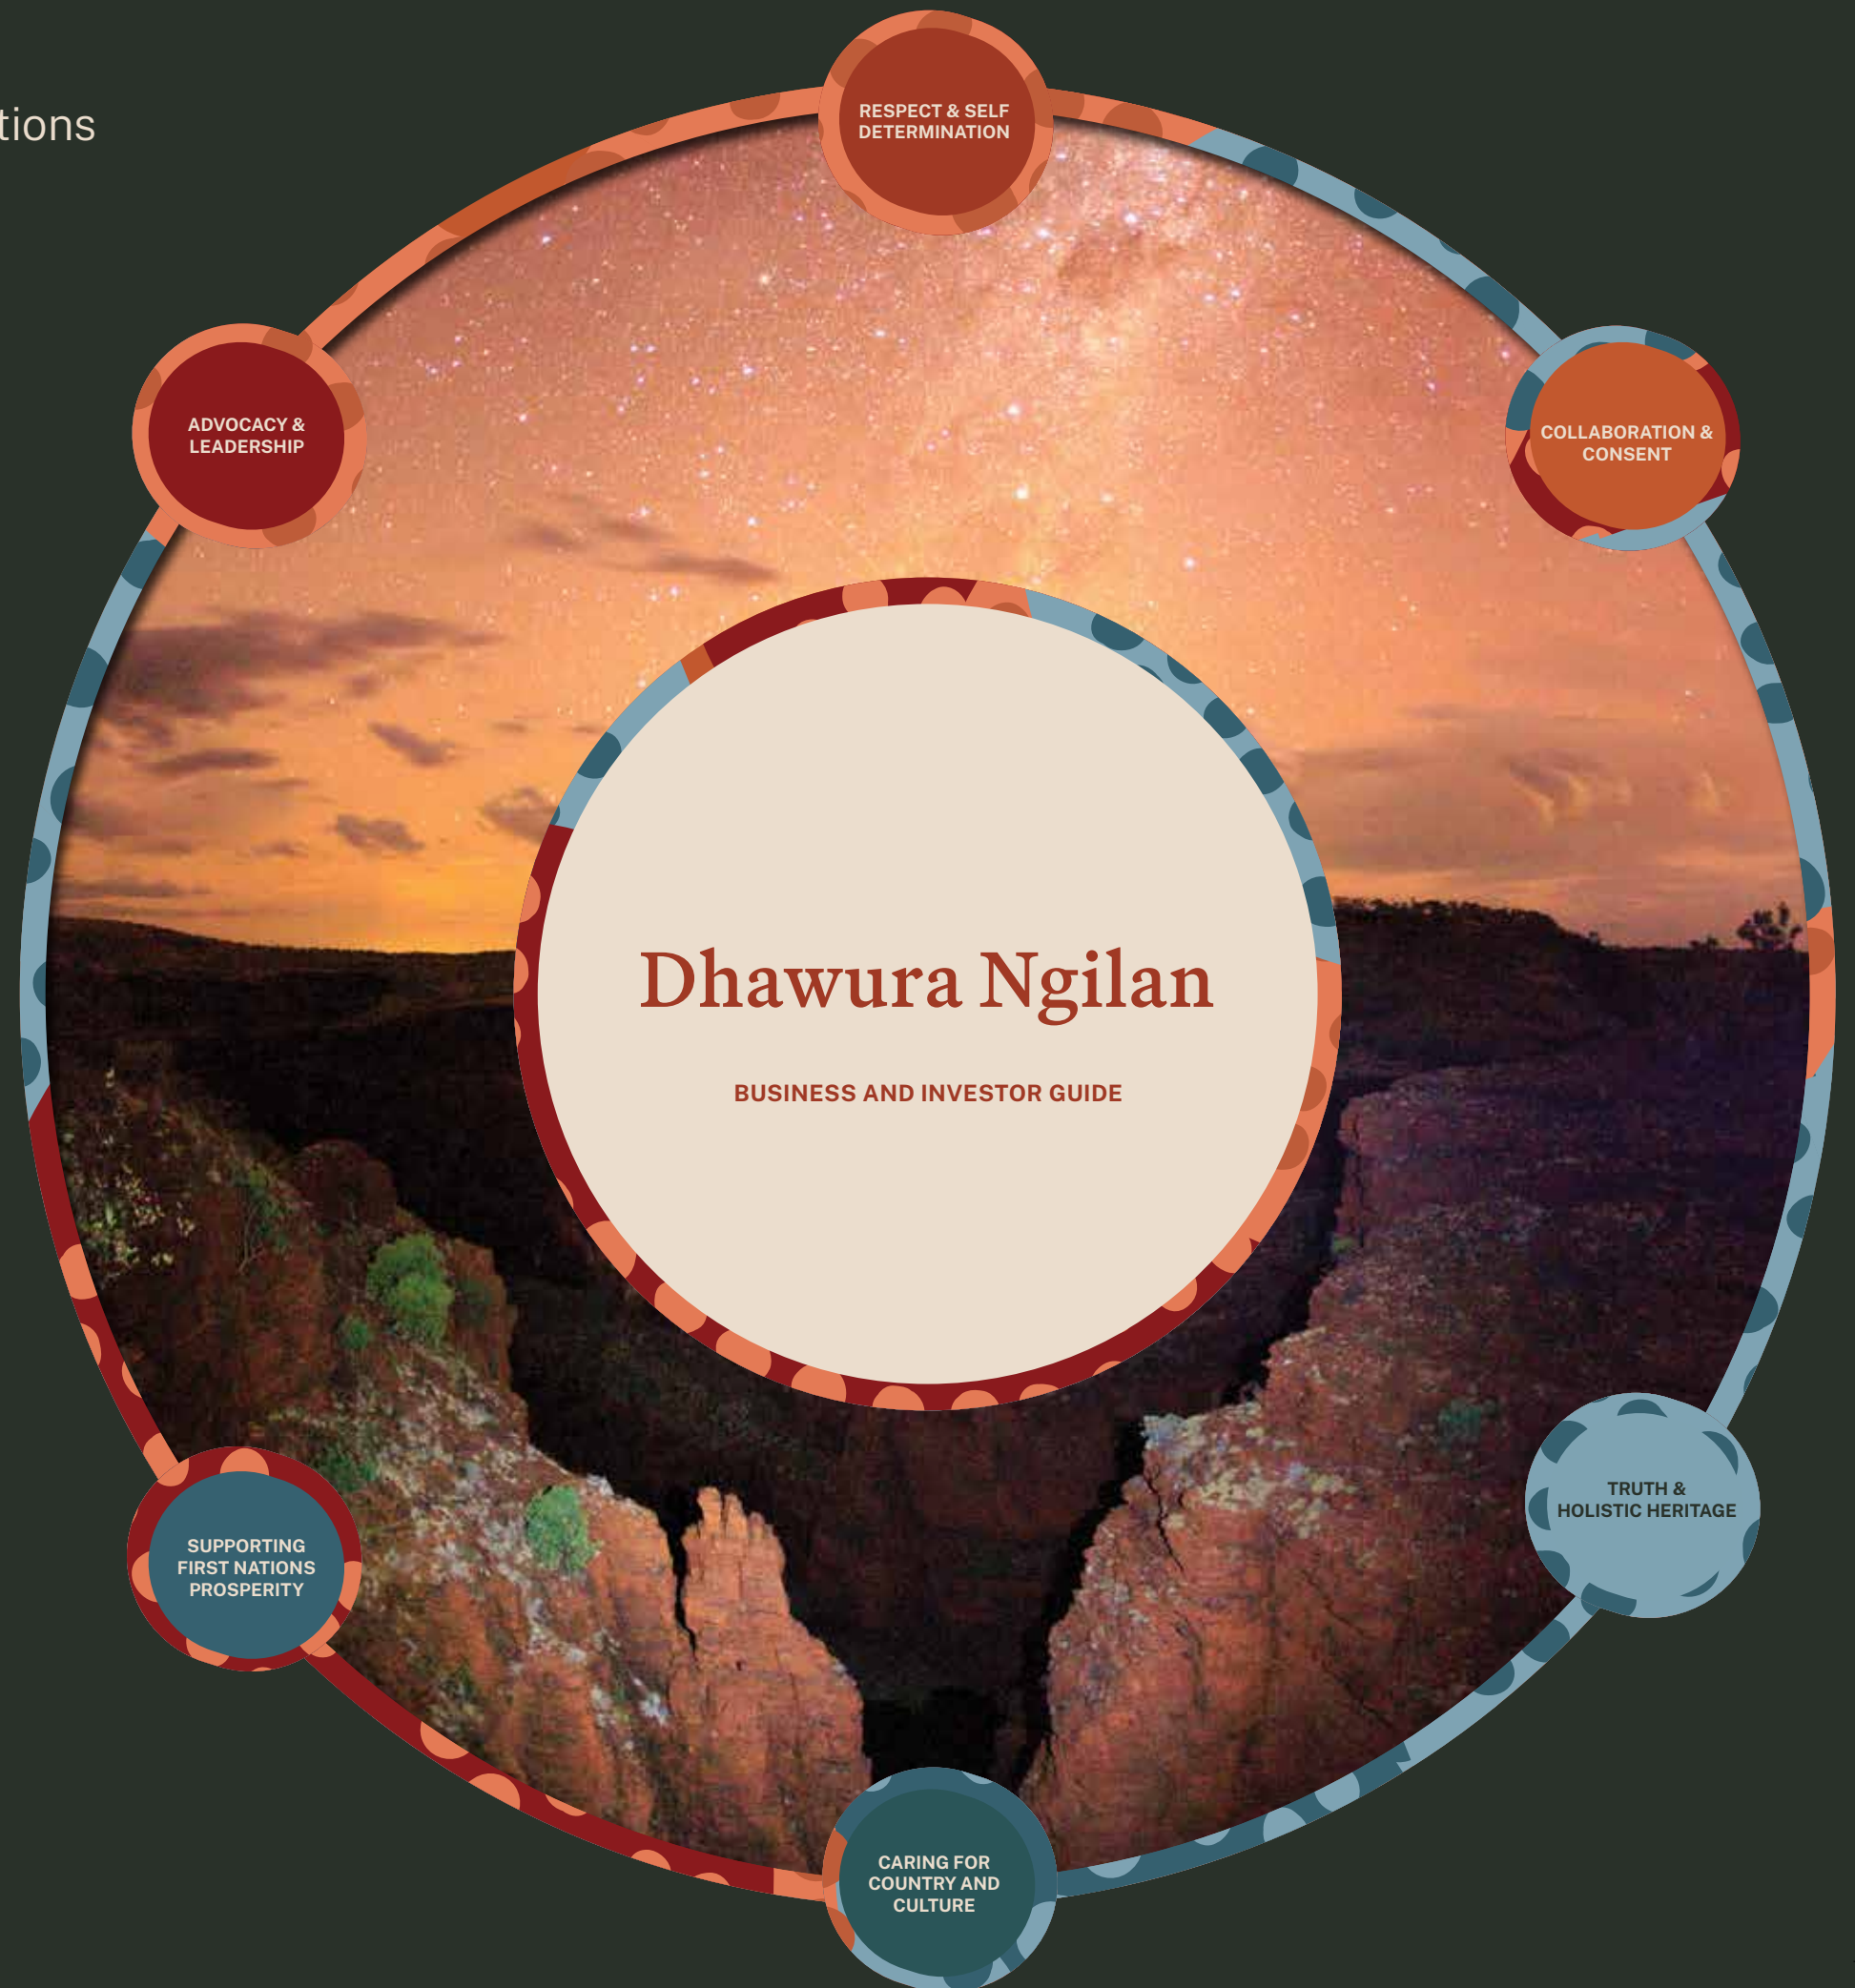 tions
RESPECT & SELF
DETERMINATION
ADVOCACY &
LEADERSHIP
COLLABORATION &
CONSENT
Dhawura Ngilan
BUSINESS AND INVESTOR GUIDE
TRUTH &
HOLISTIC HERITAGE
SUPPORTING
FIRST NATIONS
PROSPERITY
CARING FOR
COUNTRY AND
CULTURE